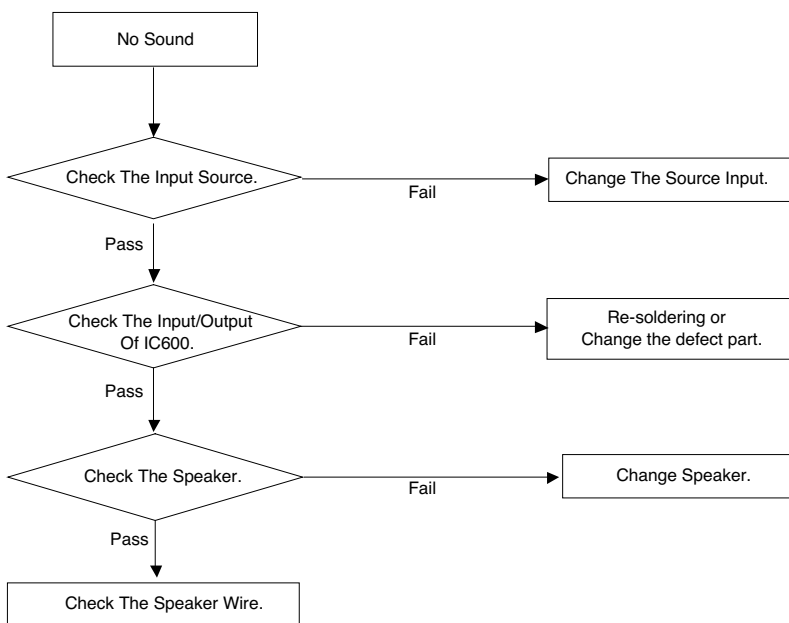 No Sound
Check The Input Source.
Fail
Change The Source Input.
Pass
Check The Input/Output
Of IC600.
Fail
Re-soldering or
Change the defect part.
Pass
Check The Speaker.
Fail
Change Speaker.
Pass
Check The Speaker Wire.